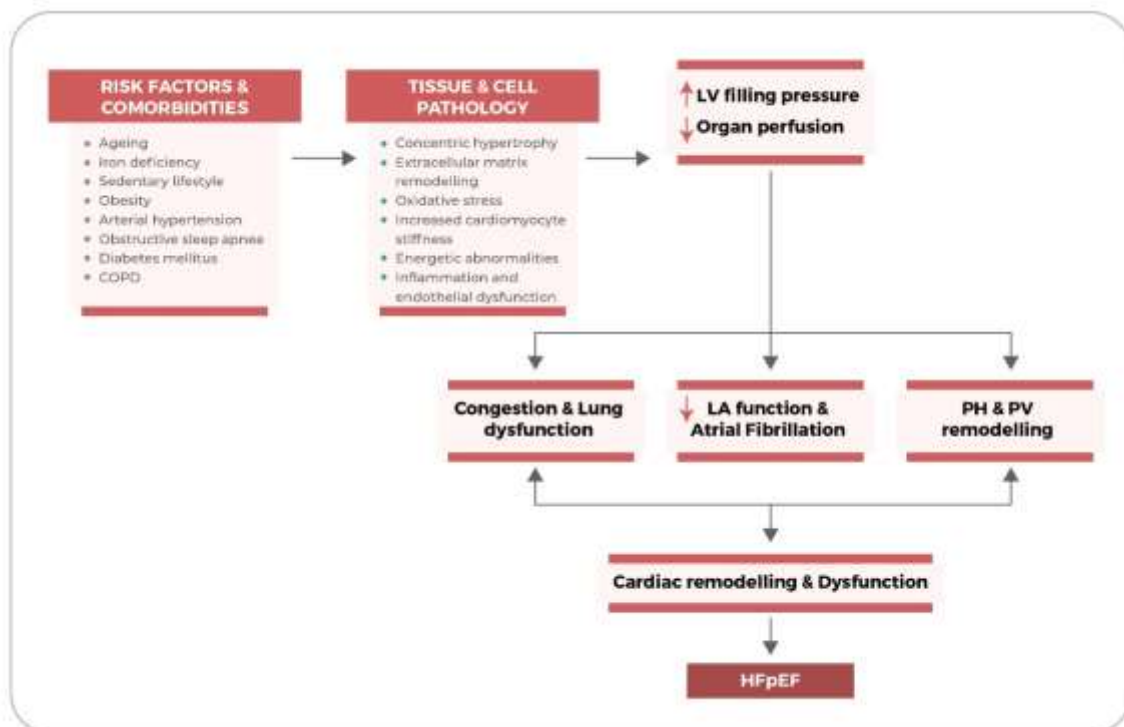 RISK FACTORS &
COMORBIDITIES
Ageing
Iron deficiency
Sedentary lifestyle
Obesity
Arterial hypertension
Obstructive sleep apnee
Diabetes mellitus
COPD
TISSUE & CELL
PATHOLOGY
Concentric hypertrophy
Extracellular matrix
remodelling
Oxidative stress
Increased cardiomyocyte
stiffness
Energetic abnormalities
Inflammation and
endothelial dysfunction
LV filling pressure
Organ perfusion
Congestion & Lung
dysfunction
LA function &
Atrial Fibrillation
PH & PV
remodelling
Cardiac remodelling & Dysfunction
HFpEF